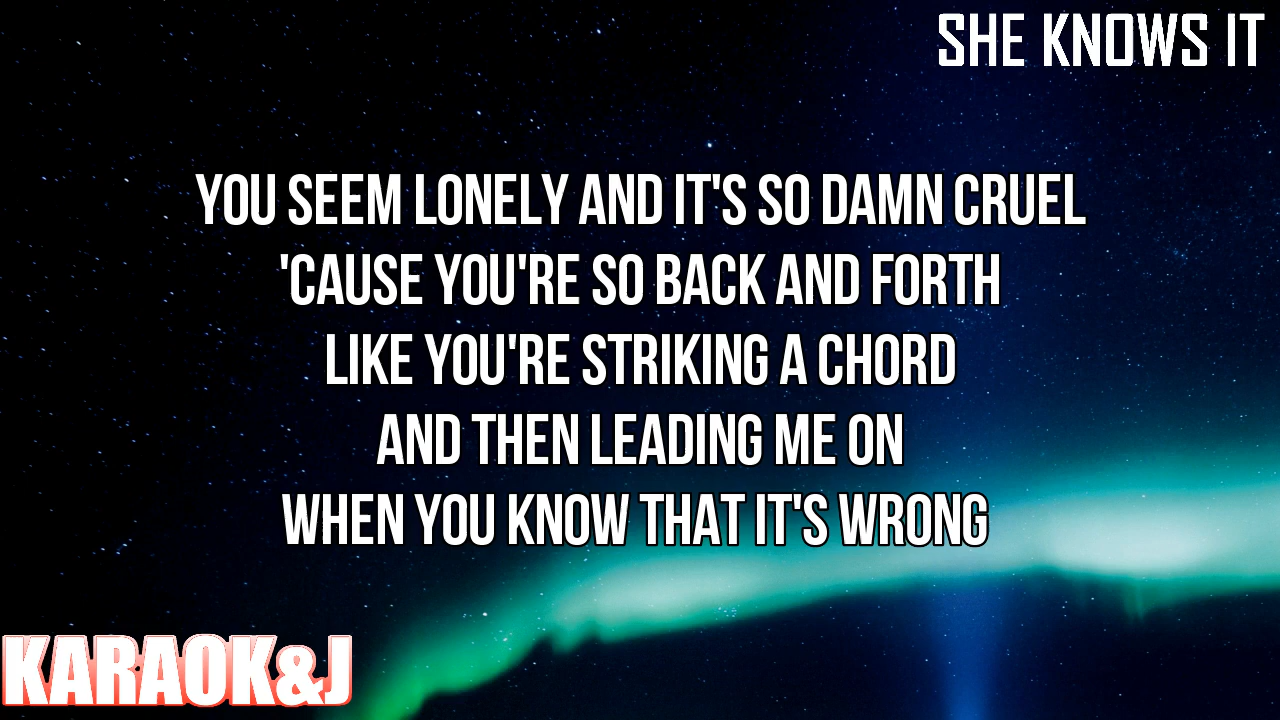 SHE KNOWS IT
YOU SEEM LONELY AND IT'S SO DAMN CRUEL
'CAUSE YOU'RE SO BACK AND FORTH
LIKE YOU'RE STRIKING A CHORD
AND THEN LEADING ME ON
WHEN YOU KNOW THAT IT'S WRONG
KARAOK&J